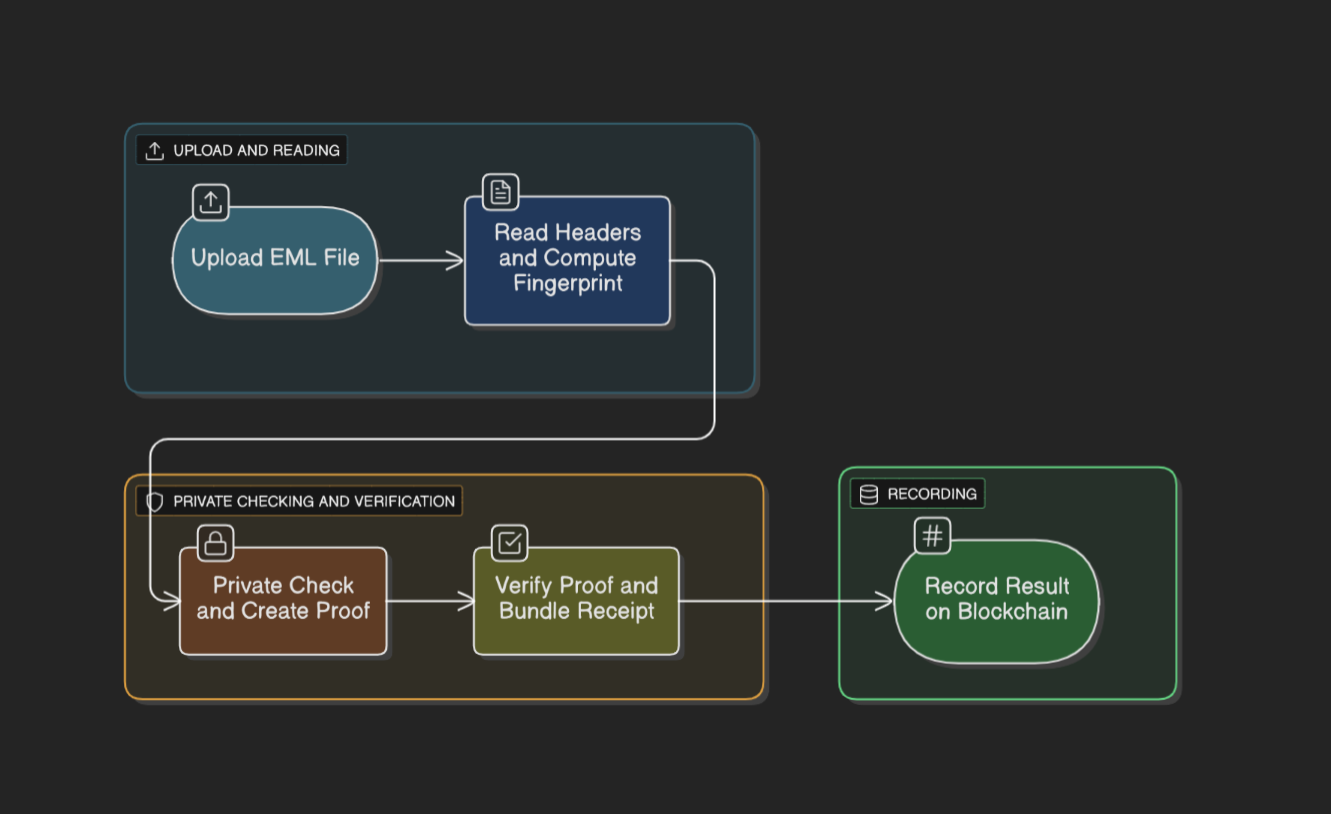 UPLOAD AND READING
Upload EML File
Read Headers
and Compute
Fingerprint
PRIVATE CHECKING AND VERIFICATION
Private Check
and Create Proof
Verify Proof and
Bundle Receipt
RECORDING
#
Record Result
on Blockchain